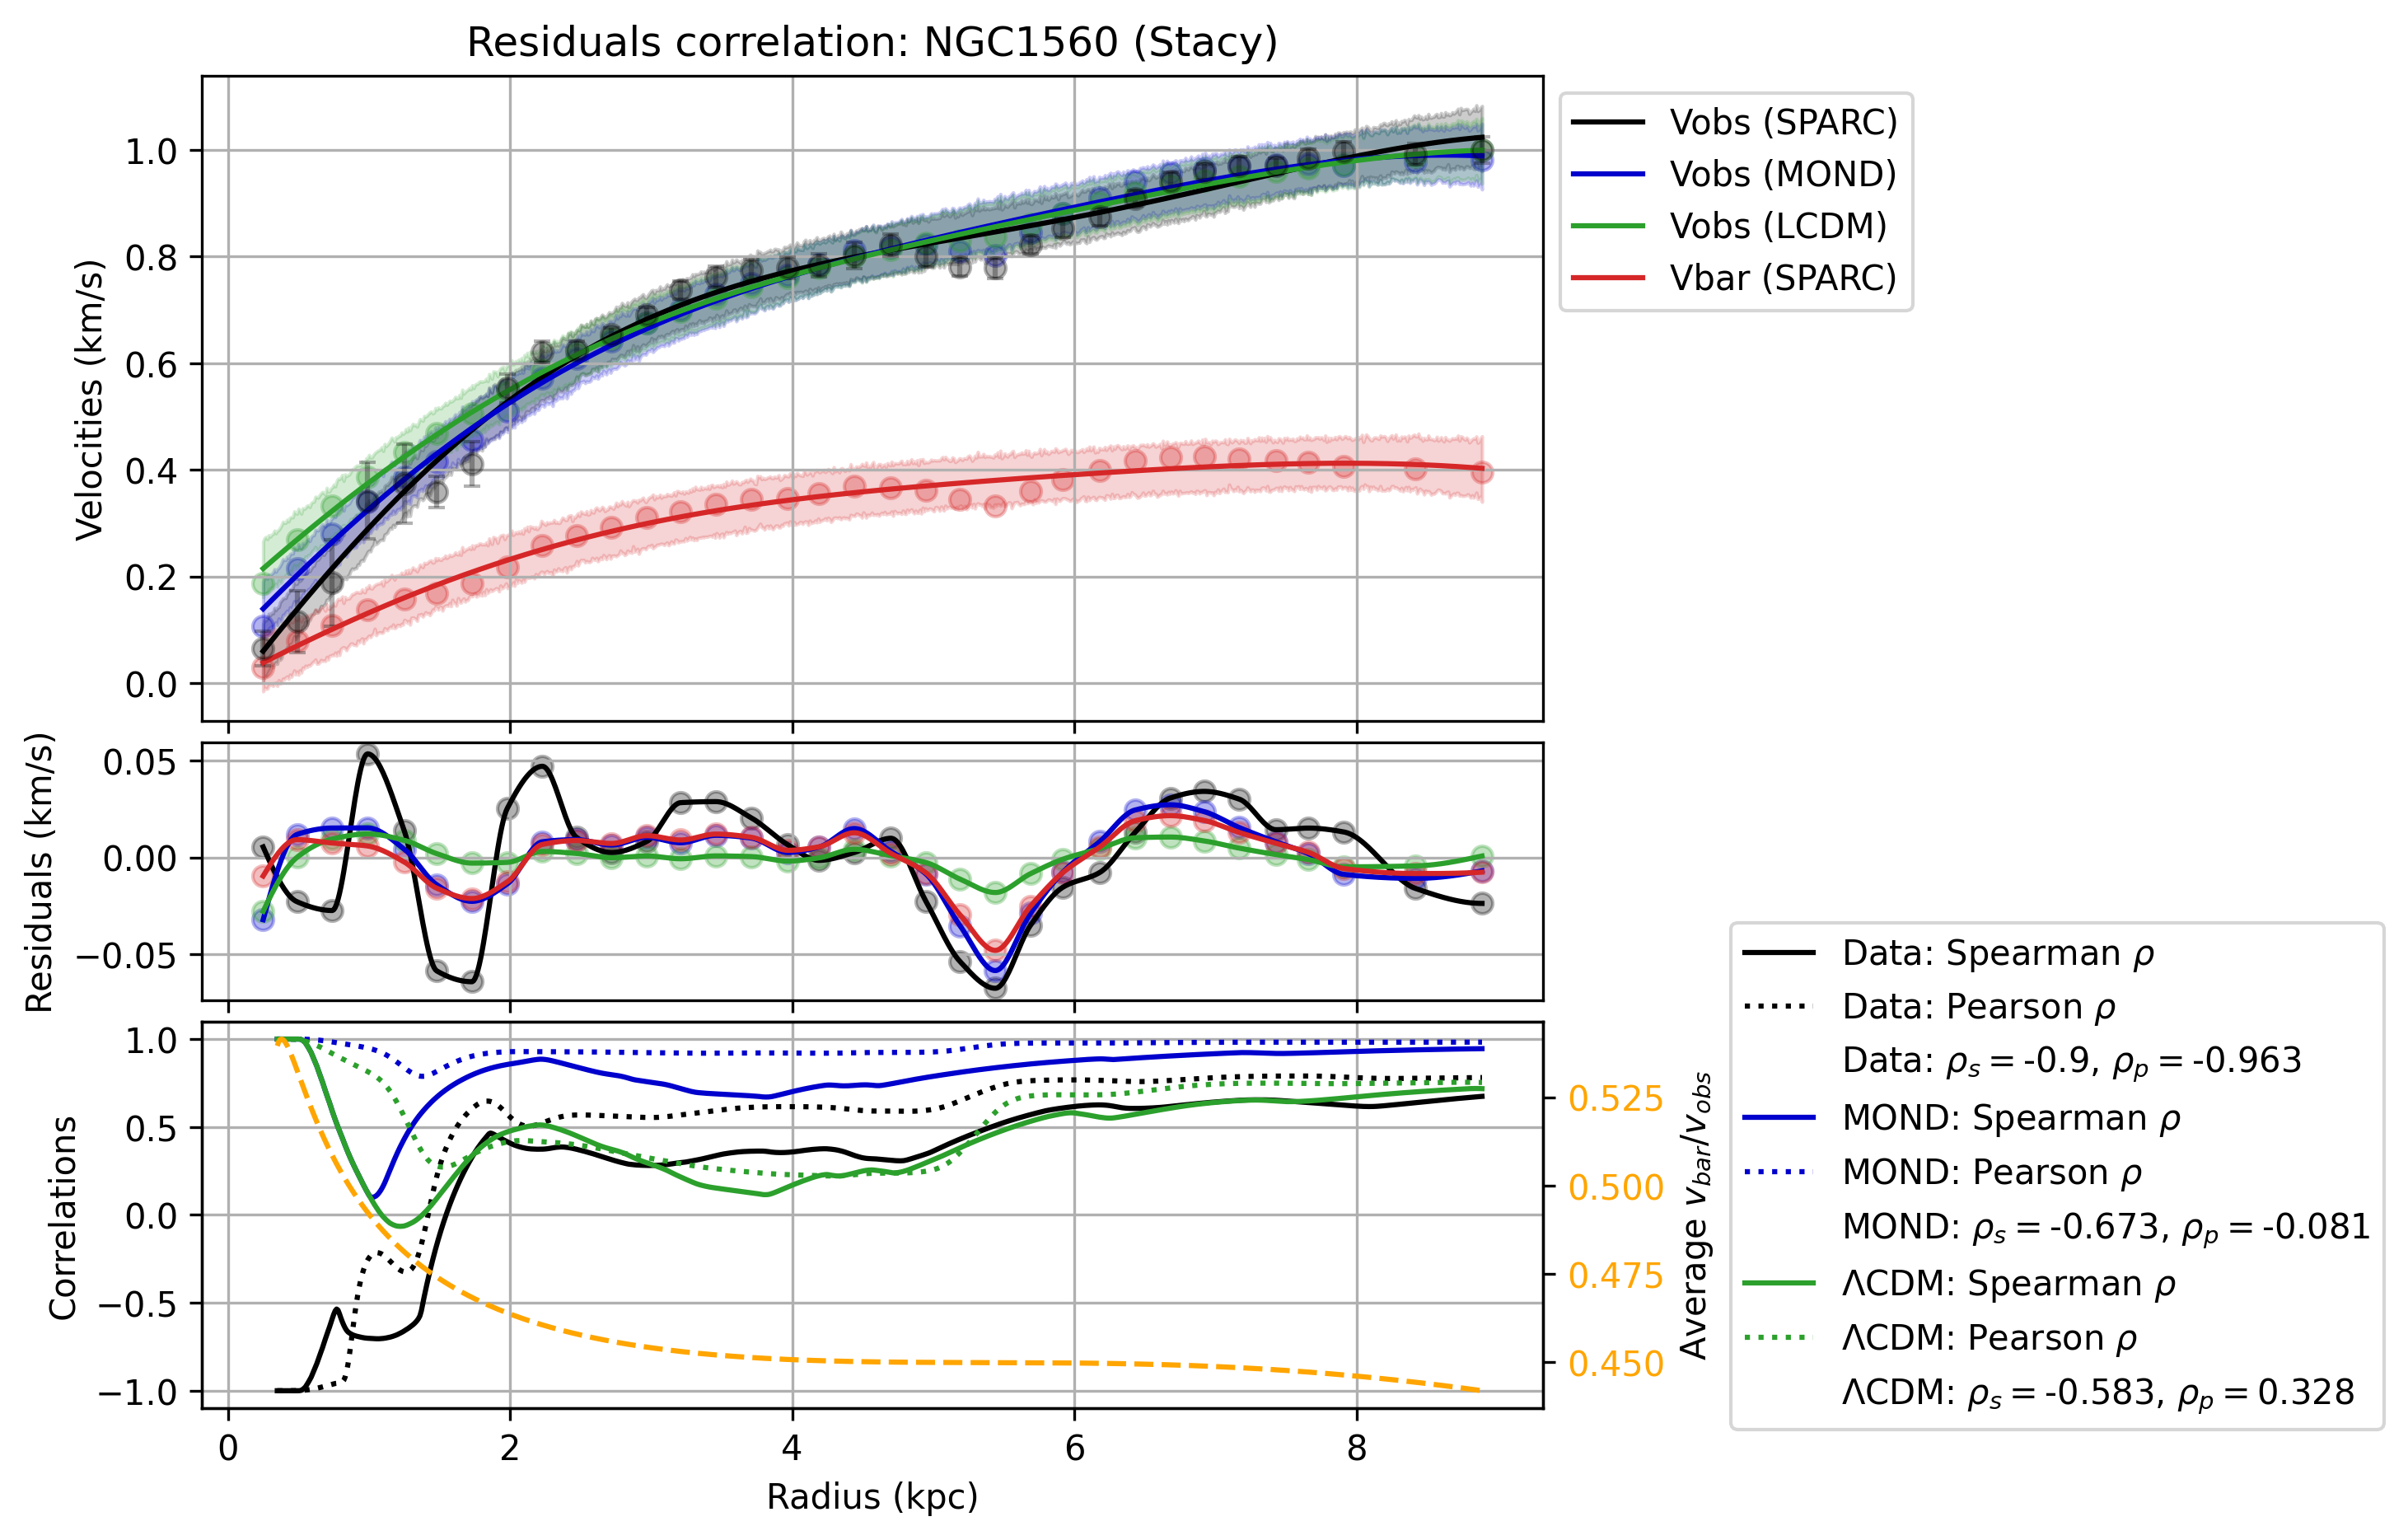 Residuals correlation: NGC1560 (Stacy)
Velocities (km/s)
1.0
0.8
0.6
0.4
0.2
0.0
Vobs (SPARC)
Vobs (MOND)
Vobs (LCDM)
Vbar (SPARC)
Residuals (km/s)
0.05
0.00
−0.05
Correlations
1.0
0.5
0.0
−0.5
−1.0
0.525
0.500
0.475
0.450
Average v_bar/v_obs
0 2 4 6 8
Radius (kpc)
Data: Spearman ρ
Data: Pearson ρ
Data: ρ_s = -0.9, ρ_p = -0.963
MOND: Spearman ρ
MOND: Pearson ρ
MOND: ρ_s = -0.673, ρ_p = -0.081
ΛCDM: Spearman ρ
ΛCDM: Pearson ρ
ΛCDM: ρ_s = -0.583, ρ_p = 0.328